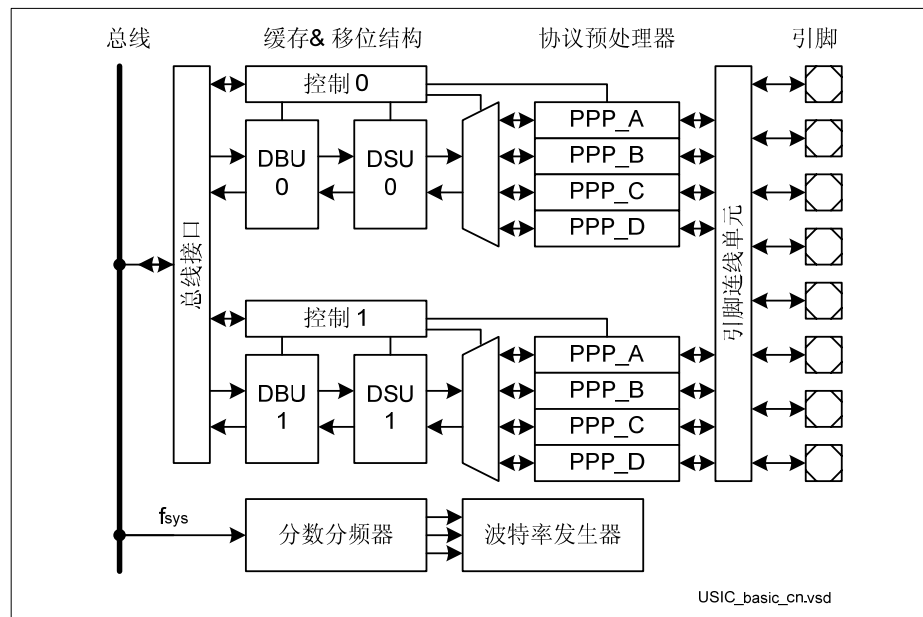 总线 缓存& 移位结构 协议预处理器 引脚
控制 0
DBU
0
DSU
0
PPP_A
PPP_B
PPP_C
PPP_D
总线接口
引脚连线单元
控制 1
DBU
1
DSU
1
PPP_A
PPP_B
PPP_C
PPP_D
fsys
分数分频器
波特率发生器
USIC_basic_cn.vsd